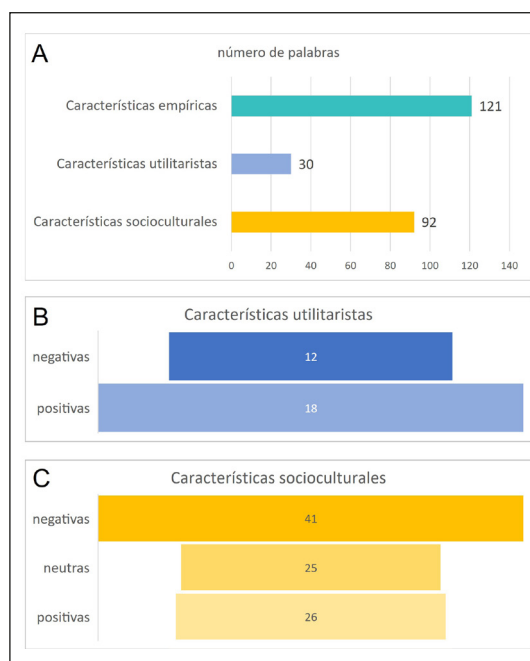 A
número de palabras
Características empíricas 121
Características utilitaristas 30
Características socioculturales 92
0 20 40 60 80 100 120 140
B
Características utilitaristas
negativas 12
positivas 18
C
Características socioculturales
negativas 41
neutras 25
positivas 26